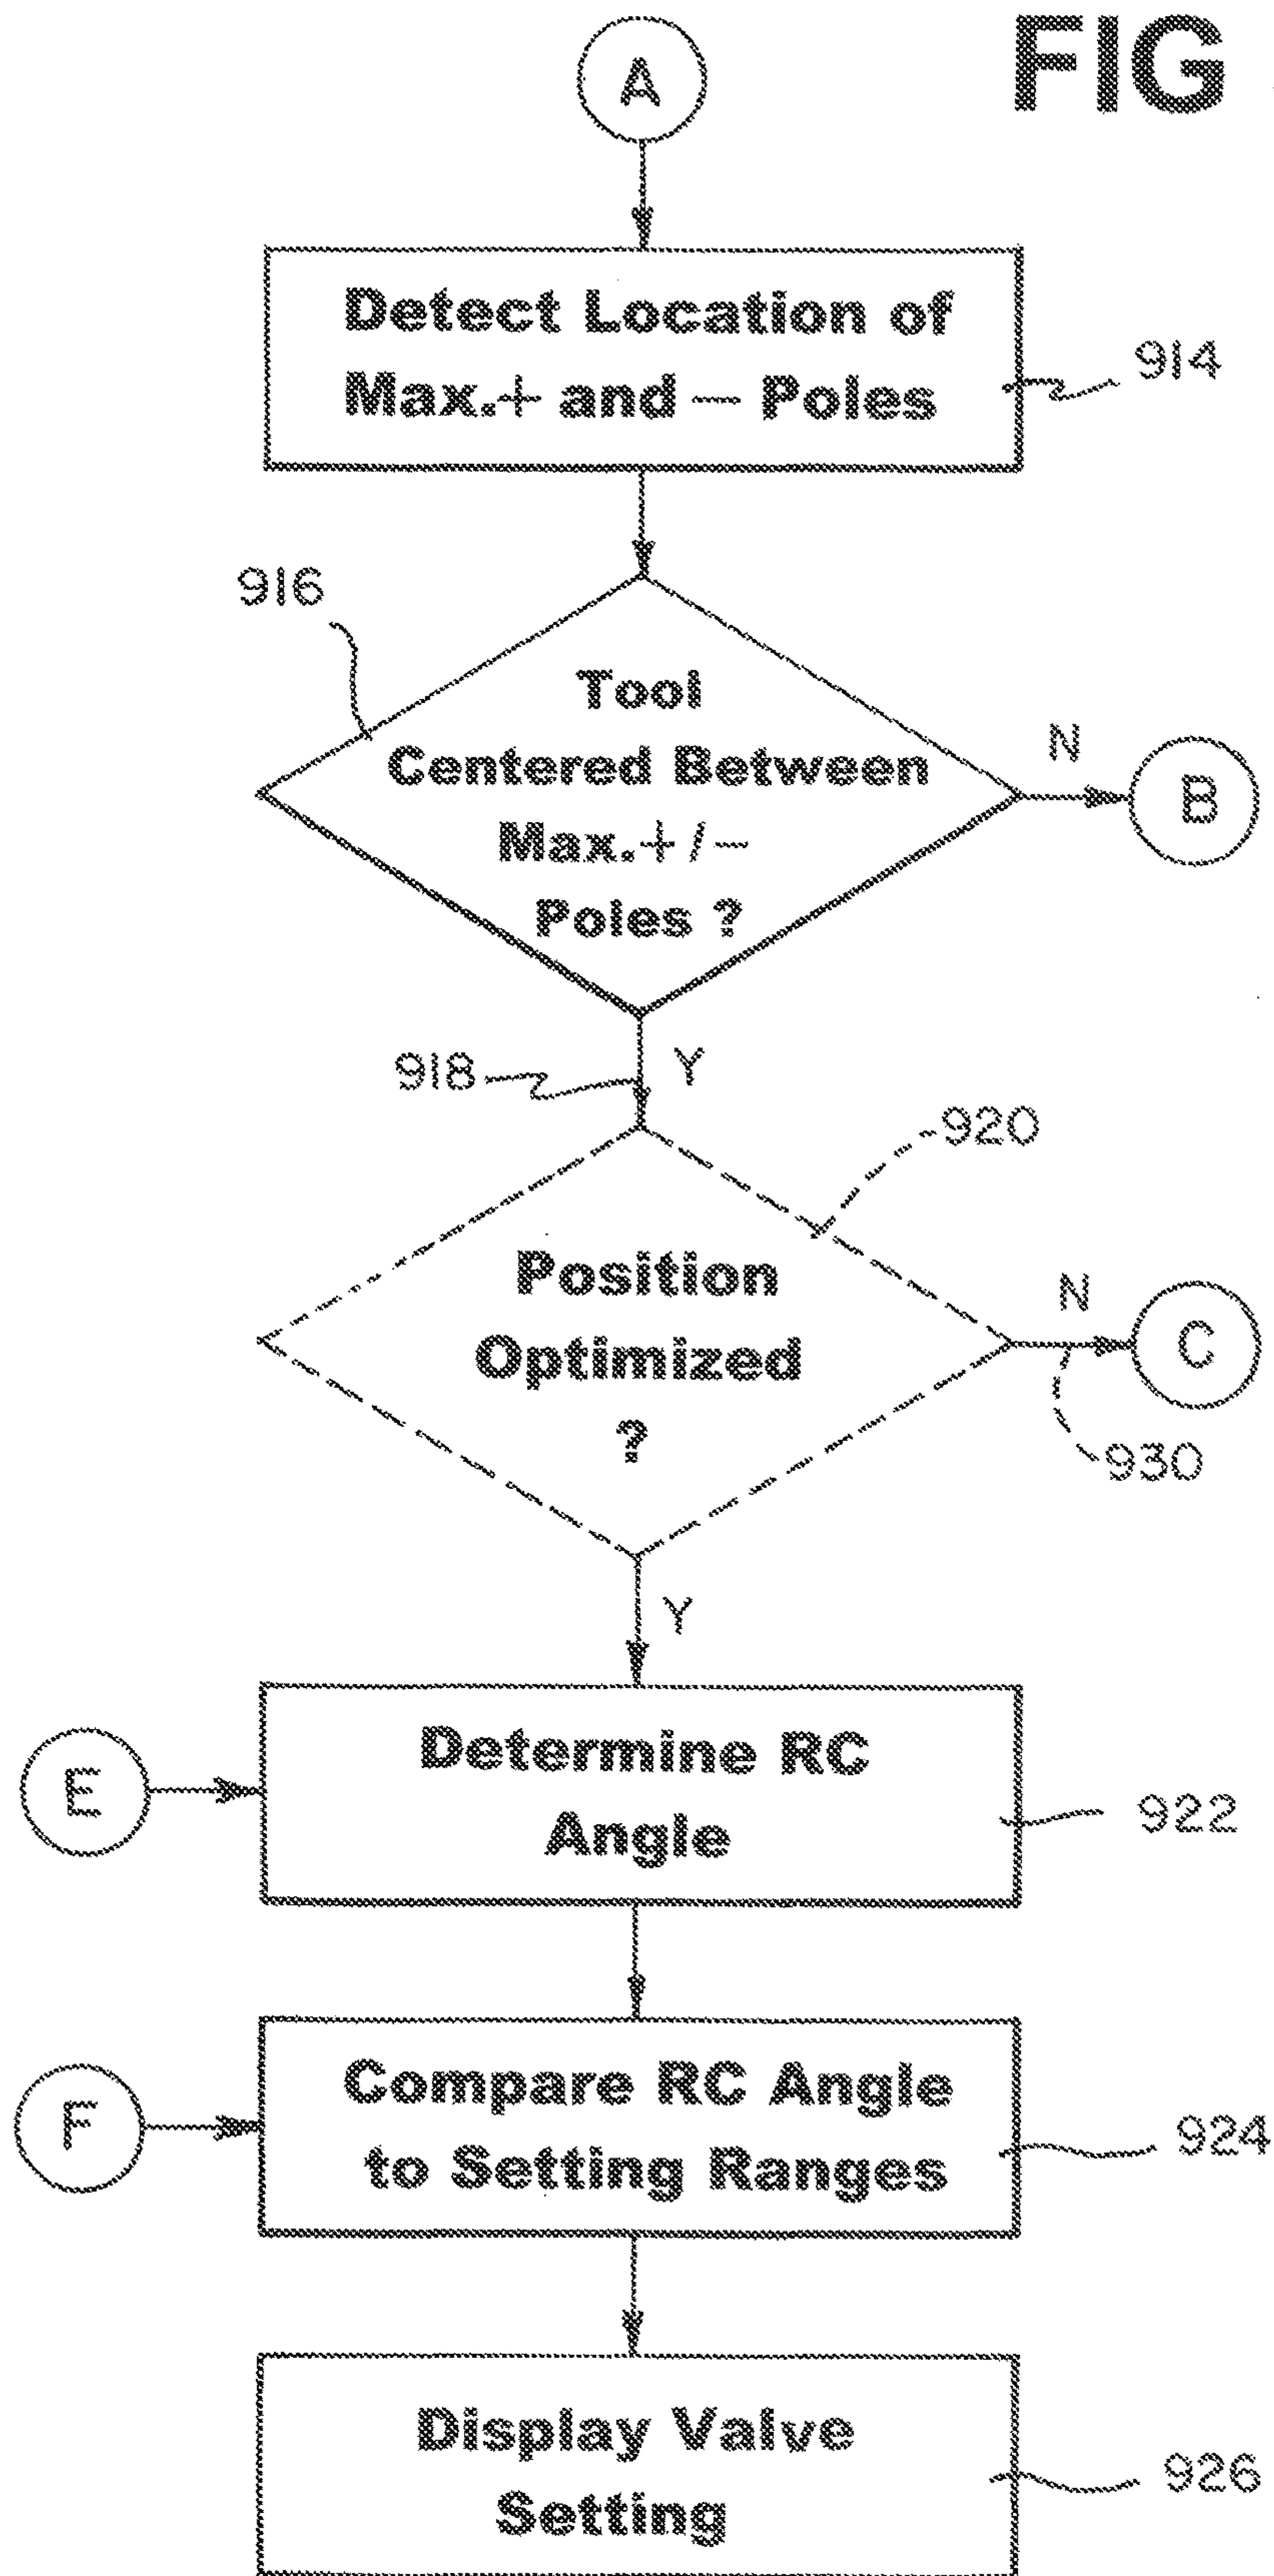 FIG
A
Detect Location of
Max.+ and — Poles
914
916
Tool
Centered Between
Max.+/−
Poles ?
N
B
918
Y
920
Position
Optimized
?
N
C
930
Y
E
Determine RC
Angle
922
F
Compare RC Angle
to Setting Ranges
924
Display Valve
Setting
926